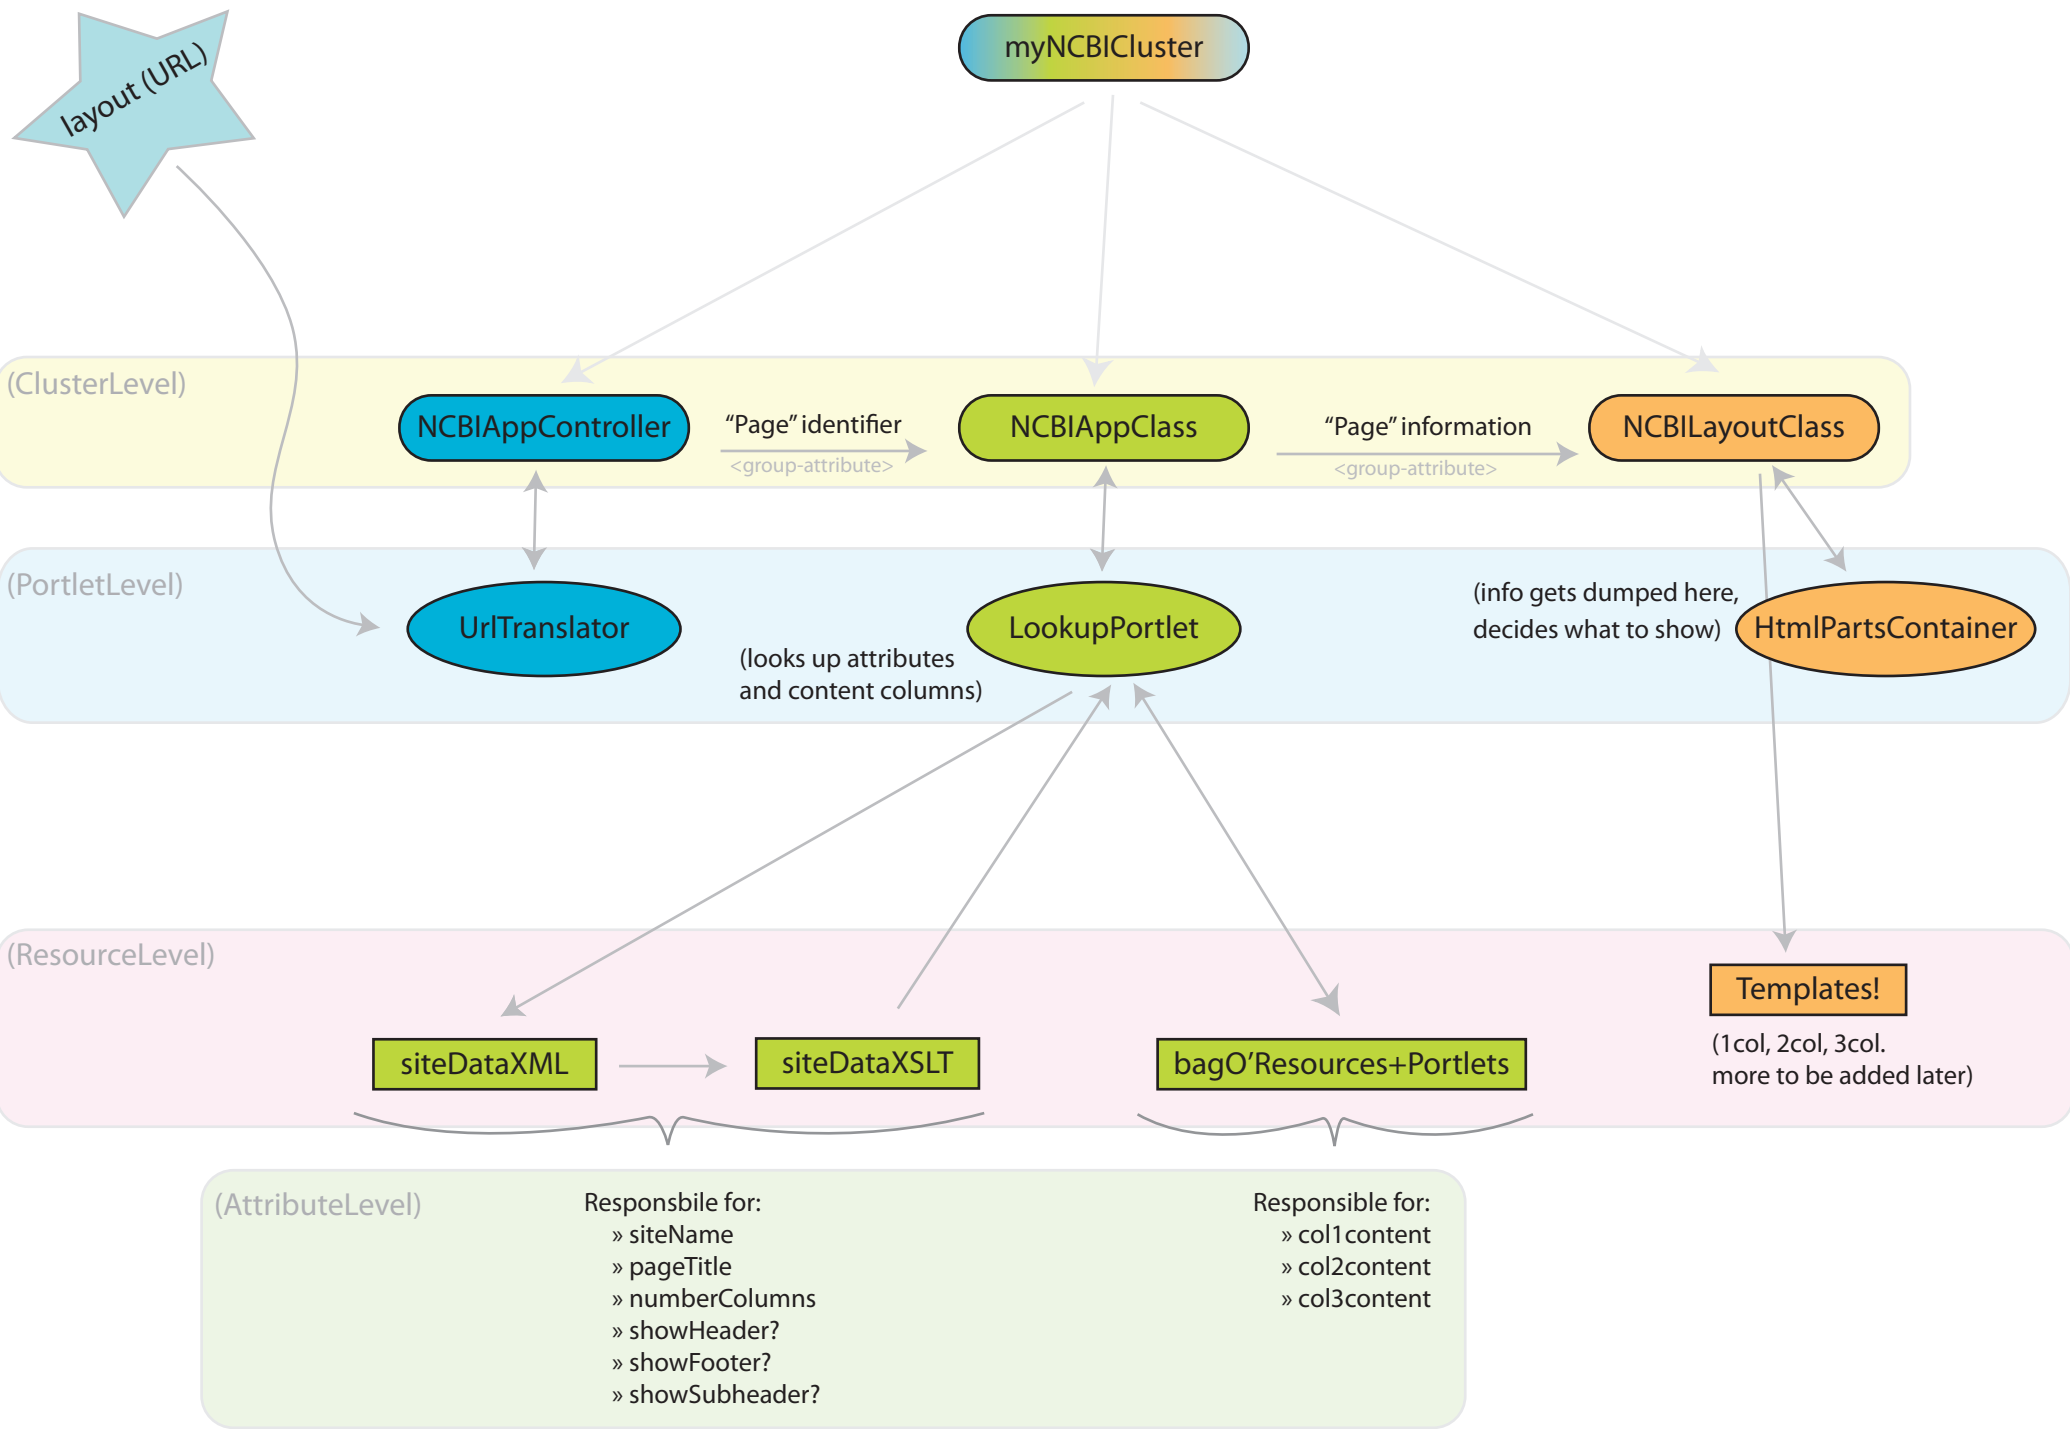 layout (URL)
myNCBICluster
(ClusterLevel)
NCBIAppController
“Page” identifier
<group-attribute>
NCBIAppClass
“Page” information
<group-attribute>
NCBILayoutClass
(PortletLevel)
UrlTranslator
(looks up attributes
and content columns)
LookupPortlet
(info gets dumped here,
decides what to show)
HtmlPartsContainer
(ResourceLevel)
siteDataXML
siteDataXSLT
bagO’Resources+Portlets
Templates!
(1col, 2col, 3col.
more to be added later)
(AttributeLevel)
Responsbile for:
» siteName
» pageTitle
» numberColumns
» showHeader?
» showFooter?
» showSubheader?
Responsible for:
» col1content
» col2content
» col3content